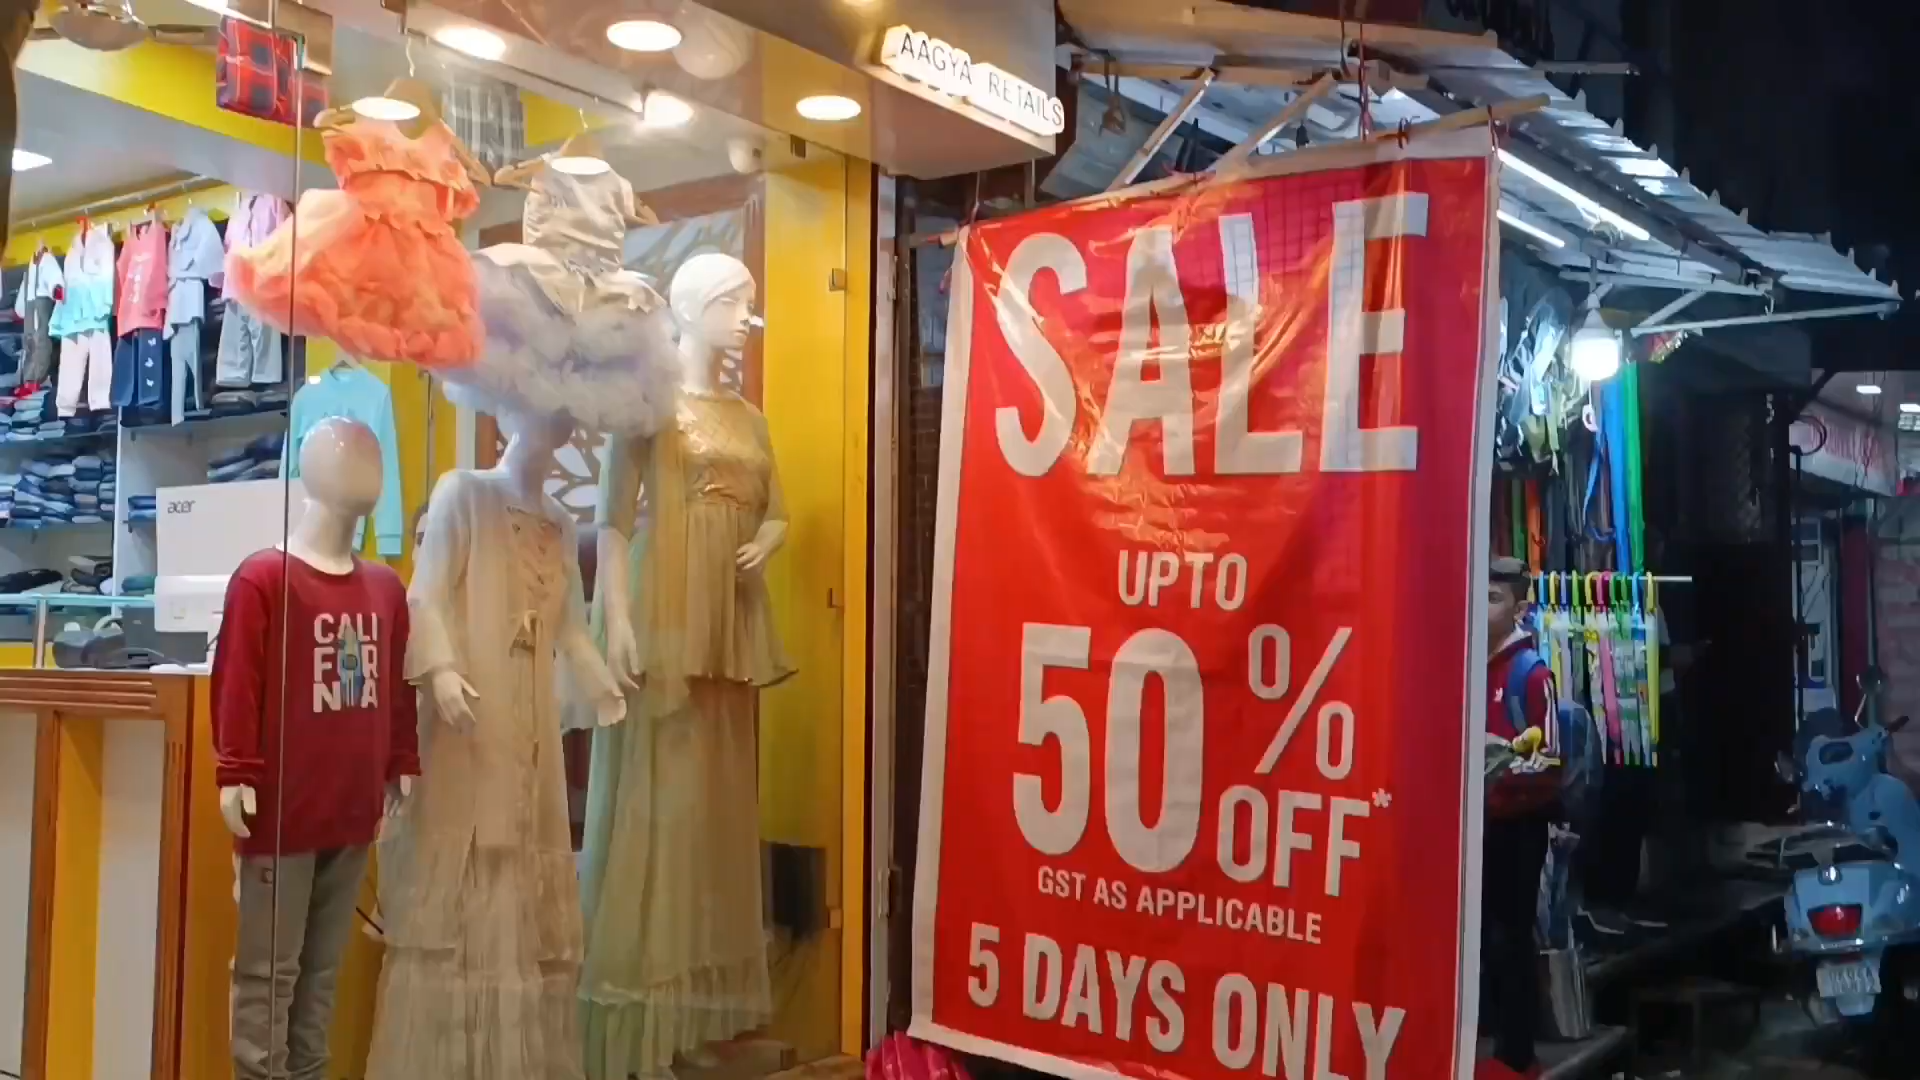 AAGYA RETAILS
acer
CALI
FOR
NIA
SALE
UPTO
50%
OFF*
GST AS APPLICABLE
5 DAYS ONLY